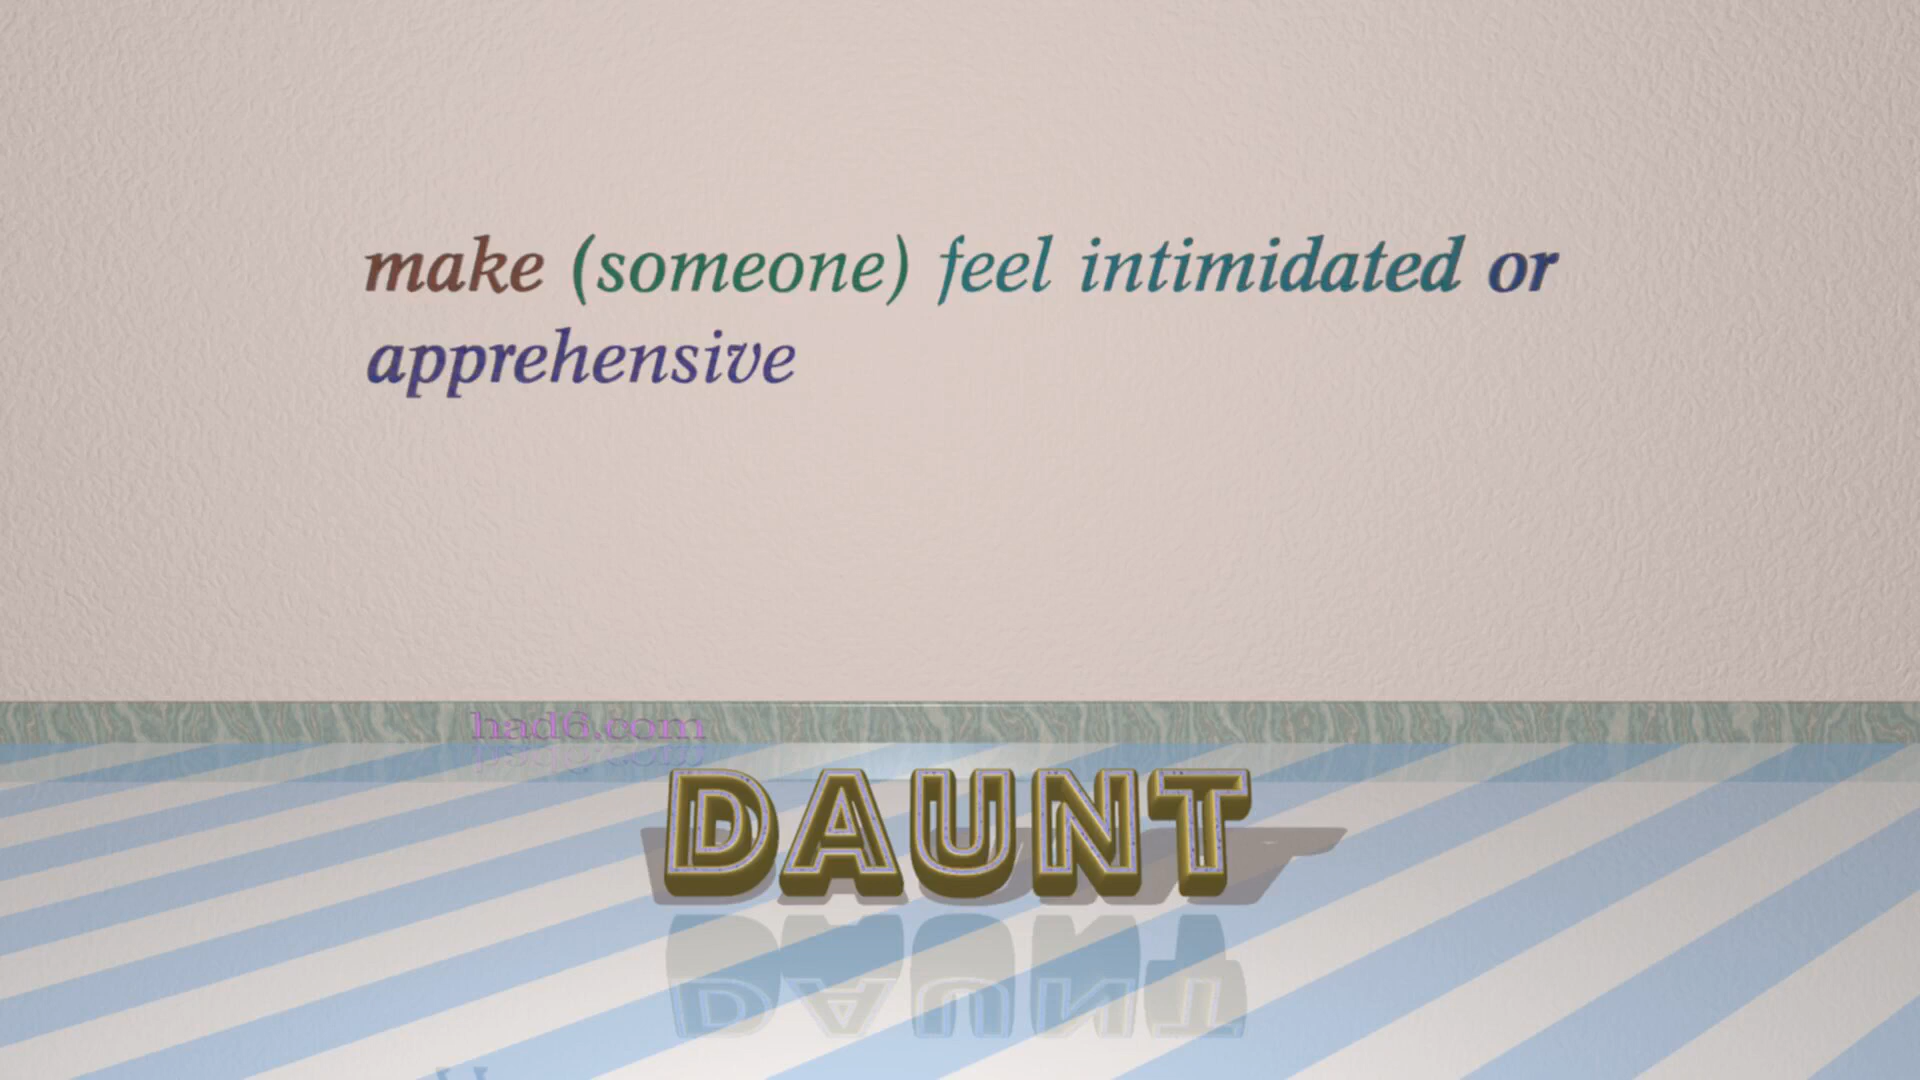 make (someone) feel intimidated or
apprehensive
had6.com
DAUNT